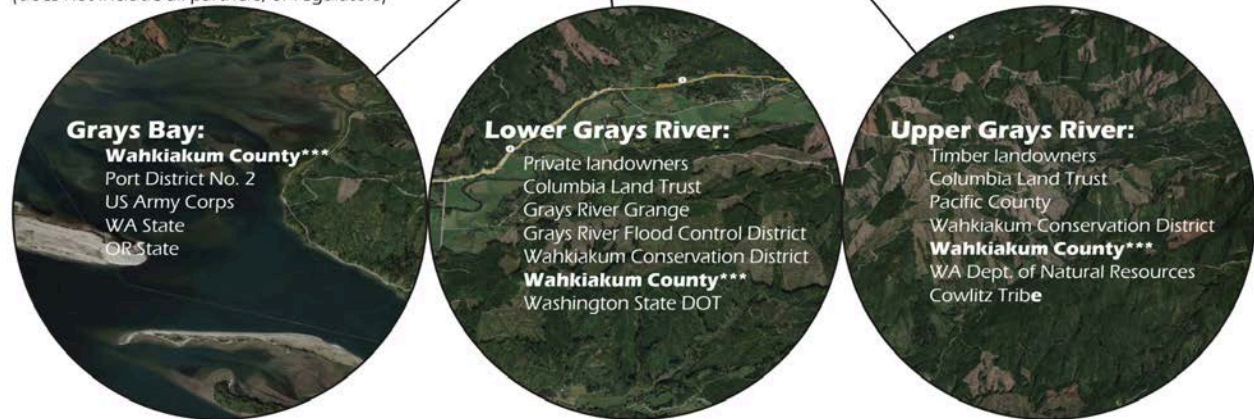 (does not include all partners, or regulators)
Grays Bay:
Wahkiakum County***
Port District No. 2
US Army Corps
WA State
OR State
Lower Grays River:
Private landowners
Columbia Land Trust
Grays River Grange
Grays River Flood Control District
Wahkiakum Conservation District
Wahkiakum County***
Washington State DOT
Upper Grays River:
Timber landowners
Columbia Land Trust
Pacific County
Wahkiakum Conservation District
Wahkiakum County***
WA Dept. of Natural Resources
Cowlitz Tribe